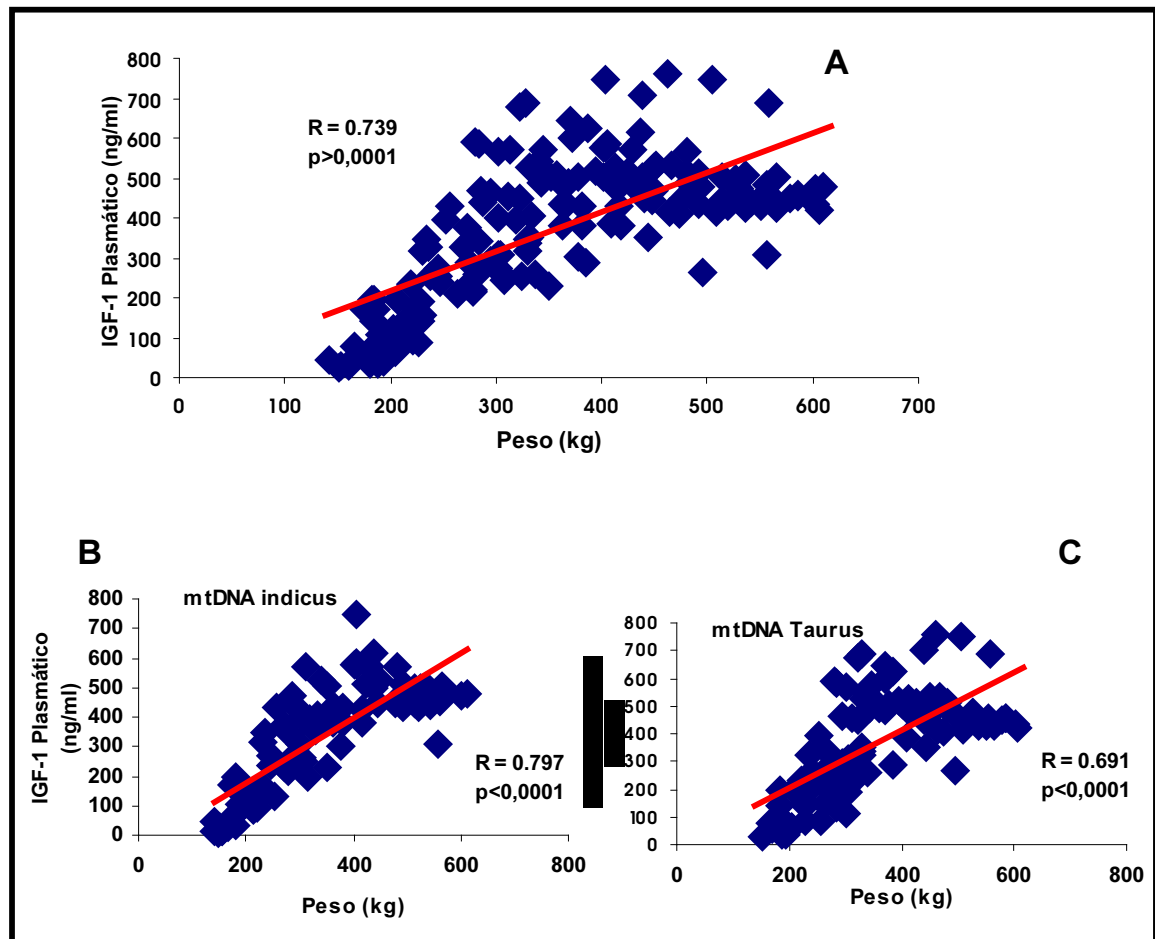 A
800
700
600
500
400
300
200
100
0
IGF-1 Plasmático (ng/ml)
R = 0.739
p>0,0001
0 100 200 300 400 500 600 700
Peso (kg)
B
mtDNA indicus
800
700
600
500
400
300
200
100
0
IGF-1 Plasmático
(ng/ml)
R = 0.797
p<0,0001
0 200 400 600 800
Peso (kg)
C
mtDNA Taurus
800
700
600
500
400
300
200
100
0
R = 0.691
p<0,0001
0 200 400 600 800
Peso (kg)